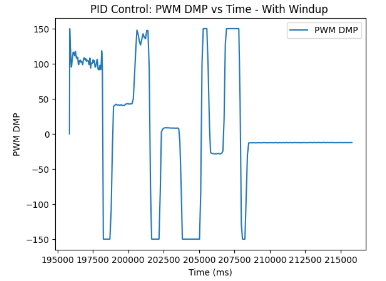 PID Control: PWM DMP vs Time - With Windup
PWM DMP
150
100
50
0
−50
−100
−150
PWM DMP
195000 197500 200000 202500 205000 207500 210000 212500 215000
Time (ms)